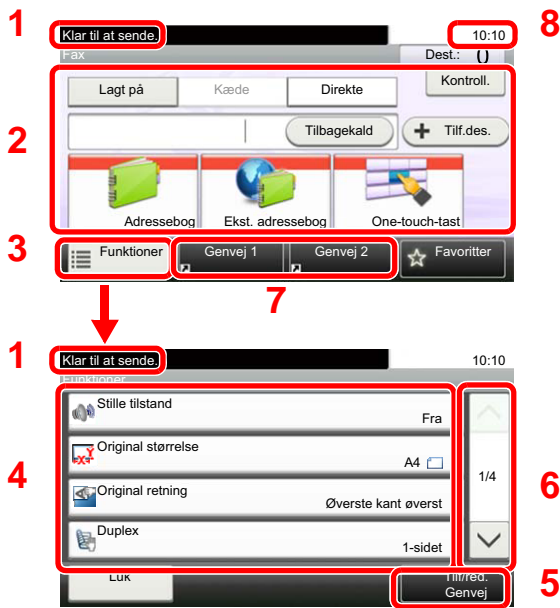 1
Klar til at sende.
10:10
8
Fax
Dest.: ()
Lagt på
Kæde
Direkte
Kontroll.
2
Tilbagekald
Tilf.des.
Adressebog
Ekst. adressebog
One-touch-tast
3
Funktioner
Genvej 1
Genvej 2
Favoritter
7
1
Klar til at sende.
10:10
Funktioner
4
Stille tilstand
Fra
Original størrelse
A4
1/4
6
Original retning
Øverste kant øverst
Duplex
1-sidet
Luk
Tilf/red.
Genvej
5